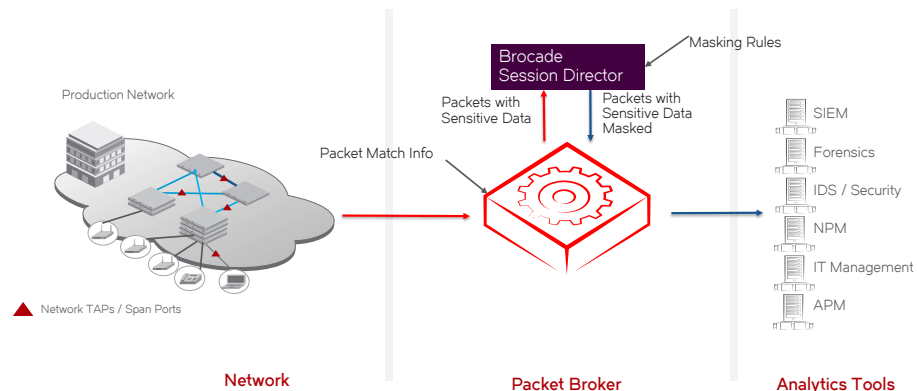 Production Network
Network TAPs / Span Ports
Network
Masking Rules
Brocade
Session Director
Packets with
Sensitive Data
Packets with
Sensitive Data
Masked
Packet Match Info
Packet Broker
SIEM
Forensics
IDS / Security
NPM
IT Management
APM
Analytics Tools